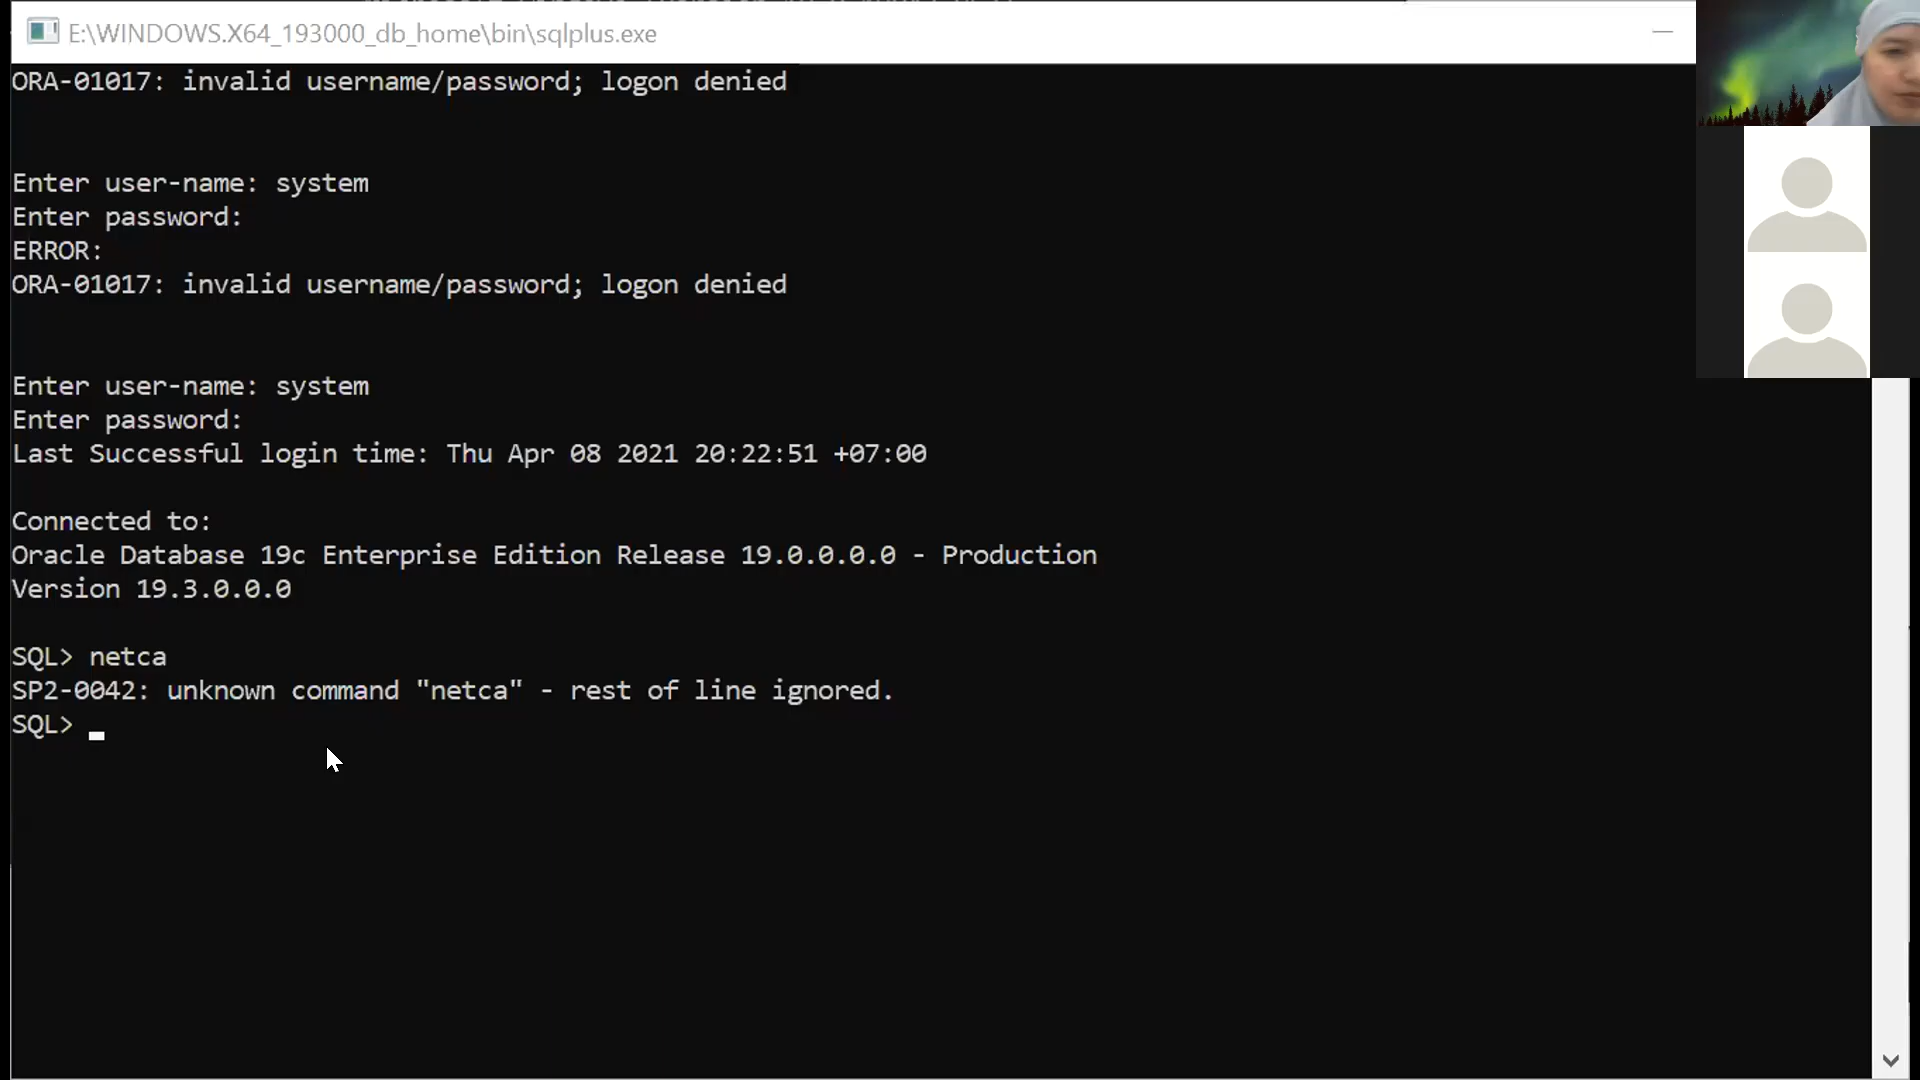 E:\WINDOWS.X64_193000_db_home\bin\sqlplus.exe
ORA-01017: invalid username/password; logon denied
Enter user-name: system
Enter password:
ERROR:
ORA-01017: invalid username/password; logon denied
Enter user-name: system
Enter password:
Last Successful login time: Thu Apr 08 2021 20:22:51 +07:00
Connected to:
Oracle Database 19c Enterprise Edition Release 19.0.0.0.0 - Production
Version 19.3.0.0.0
SQL> netca
SP2-0042: unknown command "netca" - rest of line ignored.
SQL>